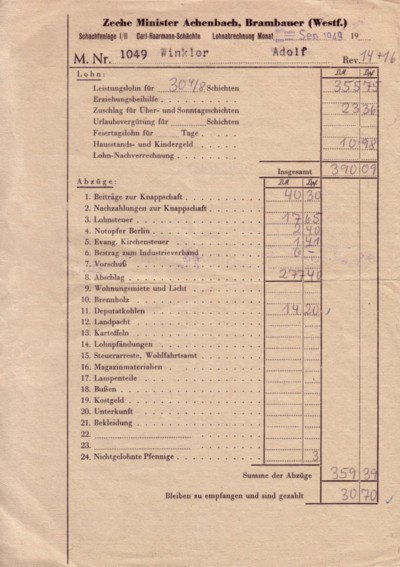 Zeche Minister Achenbach, Brambauer (Westf.)
Schachtanlage I/II Carl-Haarmann-Schächte Lohnabrechnung Monat Sep. 1949 19
M. Nr. 1049 Winkler Adolf Rev. 14+16
Lohn: DM Dpf
Leistungslohn für 30 4/8 Schichten 355 75
Erziehungsbeihilfe
Zuschlag für Über- und Sonntagsschichten 23 36
Urlaubsvergütung für Schichten
Feiertagslohn für Tage
Hausstands- und Kindergeld 10 98
Lohn-Nachverrechnung
Insgesamt 390 09
Abzüge: DM Dpf
1. Beiträge zur Knappschaft 40 30
2. Nachzahlungen zur Knappschaft
3. Lohnsteuer 17 65
4. Notopfer Berlin 2 40
5. Evang. Kirchensteuer 1 41
6. Beitrag zum Industrieverband 6 -
7. Vorschuß
8. Abschlag 277 40
9. Wohnungsmiete und Licht
10. Brennholz
11. Deputatkohlen 14 20
12. Landpacht
13. Kartoffeln
14. Lohnpfändungen
15. Steuerarreste, Wohlfahrtsamt
16. Magazinmaterialien
17. Lampenteile
18. Bußen
19. Kostgeld
20. Unterkunft
21. Bekleidung
22.
23.
24. Nichtgelohnte Pfennige 3
Summe der Abzüge 359 39
Bleiben zu empfangen und sind gezahlt 30 70